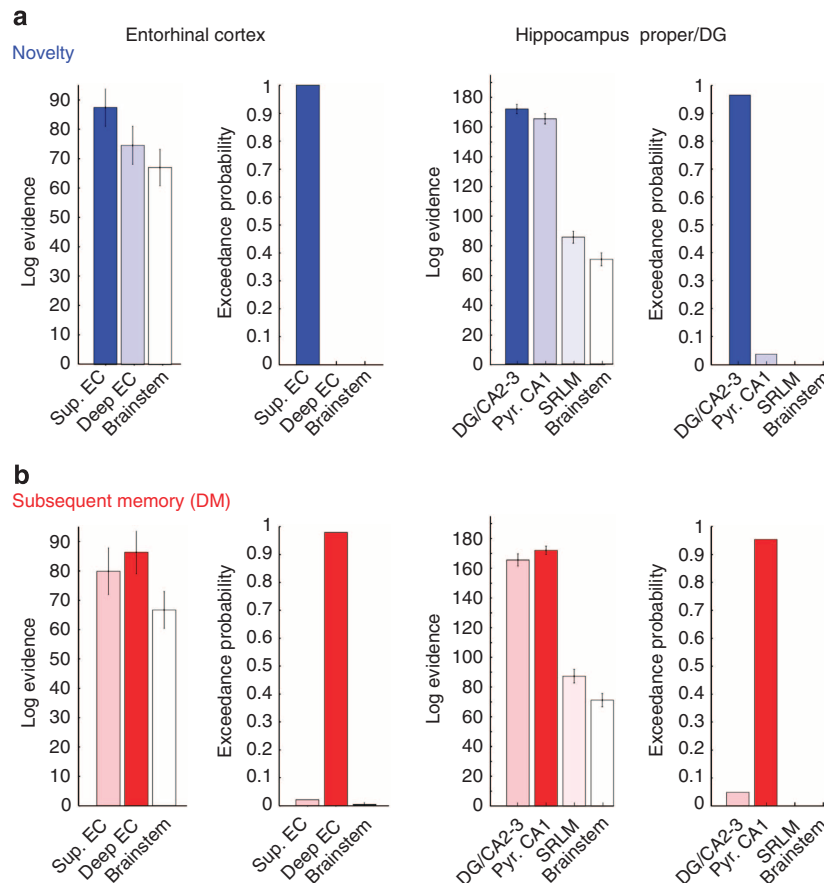 a
Entorhinal cortex
Hippocampus proper/DG
Novelty
Log evidence
90
80
70
60
50
40
30
20
10
0
Sup. EC
Deep EC
Brainstem
Exceedance probability
1
0.9
0.8
0.7
0.6
0.5
0.4
0.3
0.2
0.1
0
Sup. EC
Deep EC
Brainstem
Log evidence
180
160
140
120
100
80
60
40
20
0
DG/CA2-3
Pyr. CA1
SRLM
Brainstem
Exceedance probability
1
0.9
0.8
0.7
0.6
0.5
0.4
0.3
0.2
0.1
0
DG/CA2-3
Pyr. CA1
SRLM
Brainstem
b
Subsequent memory (DM)
Log evidence
90
80
70
60
50
40
30
20
10
0
Sup. EC
Deep EC
Brainstem
Exceedance probability
1
0.9
0.8
0.7
0.6
0.5
0.4
0.3
0.2
0.1
0
Sup. EC
Deep EC
Brainstem
Log evidence
180
160
140
120
100
80
60
40
20
0
DG/CA2-3
Pyr. CA1
SRLM
Brainstem
Exceedance probability
1
0.9
0.8
0.7
0.6
0.5
0.4
0.3
0.2
0.1
0
DG/CA2-3
Pyr. CA1
SRLM
Brainstem